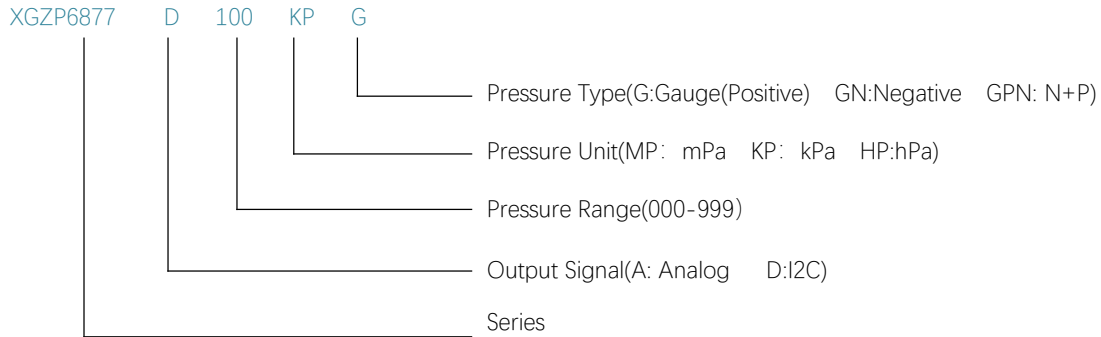 XGZP6877 D 100 KP G
Pressure Type(G:Gauge(Positive) GN:Negative GPN: N+P)
Pressure Unit(MP：mPa KP：kPa HP:hPa)
Pressure Range(000-999）
Output Signal(A: Analog D:I2C)
Series